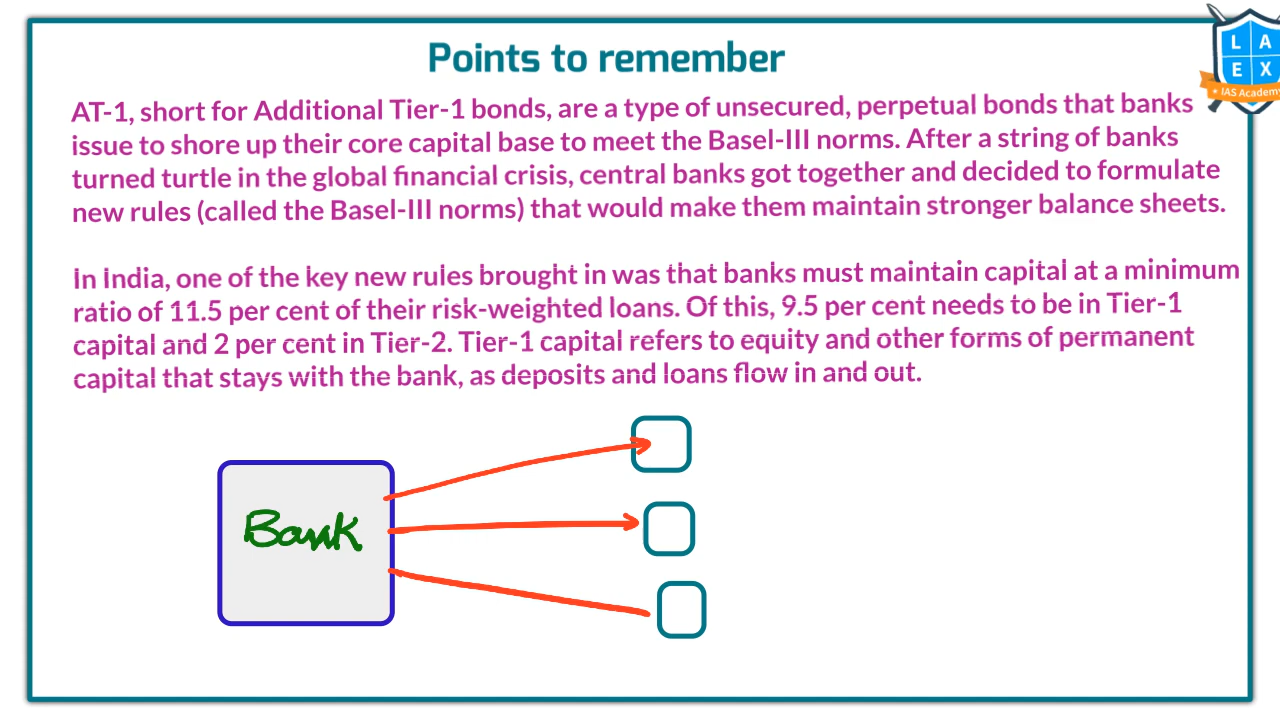 Points to remember
L A
E X
IAS Academy
AT-1, short for Additional Tier-1 bonds, are a type of unsecured, perpetual bonds that banks
issue to shore up their core capital base to meet the Basel-III norms. After a string of banks
turned turtle in the global financial crisis, central banks got together and decided to formulate
new rules (called the Basel-III norms) that would make them maintain stronger balance sheets.
In India, one of the key new rules brought in was that banks must maintain capital at a minimum
ratio of 11.5 per cent of their risk-weighted loans. Of this, 9.5 per cent needs to be in Tier-1
capital and 2 per cent in Tier-2. Tier-1 capital refers to equity and other forms of permanent
capital that stays with the bank, as deposits and loans flow in and out.
Bank